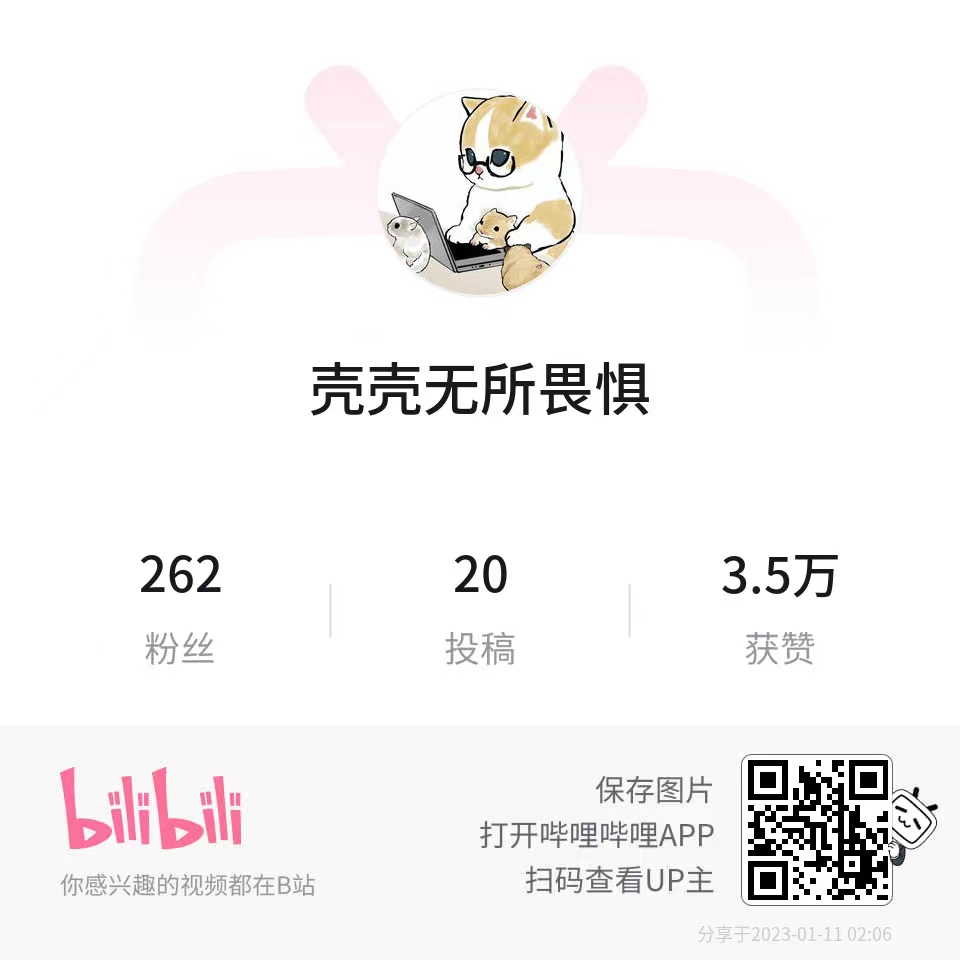 壳壳无所畏惧
262
粉丝
20
投稿
3.5万
获赞
bilibili
你感兴趣的视频都在B站
保存图片
打开哔哩哔哩APP
扫码查看UP主
分享于2023-01-11 02:06